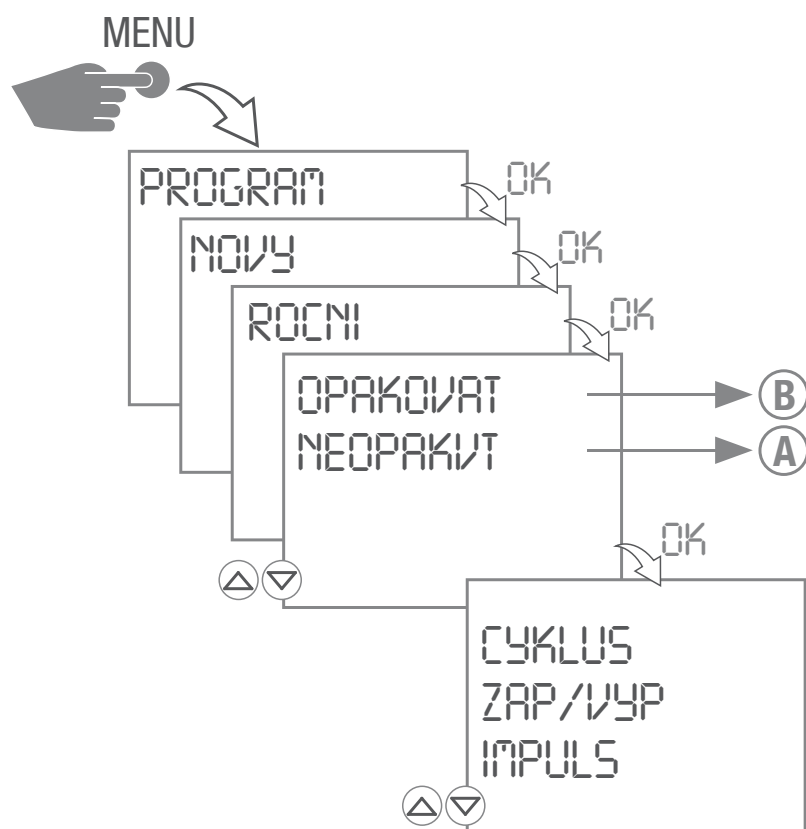 MENU
PROGRAM
OK
NOVY
OK
ROCNI
OK
OPAKOVAT
B
NEOPAKVT
A
OK
CYKLUS
ZAP/VYP
IMPULS